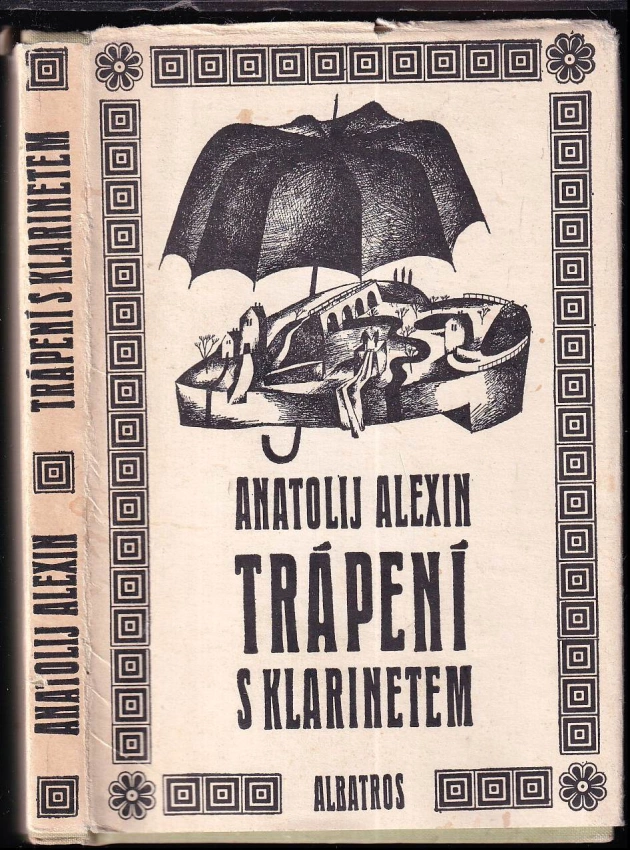 TRÁPENÍ S KLARINETEM
ANATOLIJ ALEXIN
ANATOLIJ ALEXIN
TRÁPENÍ
S KLARINETEM
ALBATROS